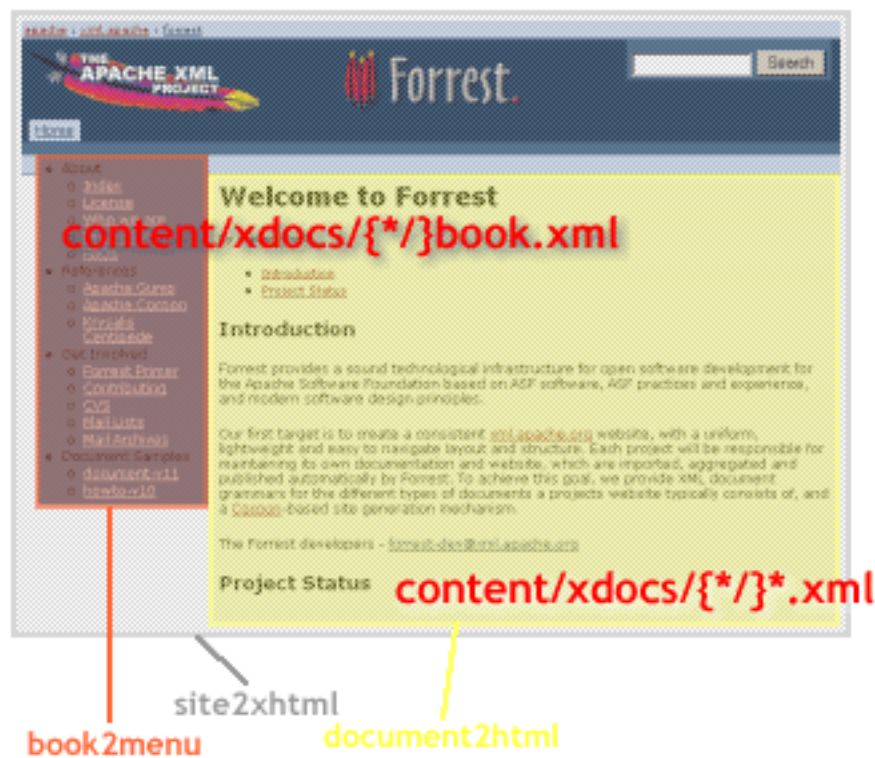 apache : xml.apache : forrest
THE
APACHE XML
PROJECT
Forrest.
Search
Home
About
Index
License
Who we are
content/xdocs/{*/}book.xml
FAQs
References
Apache Gump
Apache Cocoon
Krysalis
Centipede
Get Involved
Forrest Primer
Contributing
CVS
Mail Lists
Mail Archives
Document Samples
document-v11
howto-v10
Welcome to Forrest
Introduction
Project Status
Introduction
Forrest provides a sound technological infrastructure for open software development for
the Apache Software Foundation based on ASF software, ASF practices and experience,
and modern software design principles.
Our first target is to create a consistent xml.apache.org website, with a uniform,
lightweight and easy to navigate layout and structure. Each project will be responsible for
maintaining its own documentation and website, which are imported, aggregated and
published automatically by Forrest. To achieve this goal, we provide XML document
grammars for the different types of documents a projects website typically consists of, and
a Cocoon-based site generation mechanism.
The Forrest developers - forrest-dev@xml.apache.org
Project Status
content/xdocs/{*/}*.xml
site2xhtml
book2menu
document2html